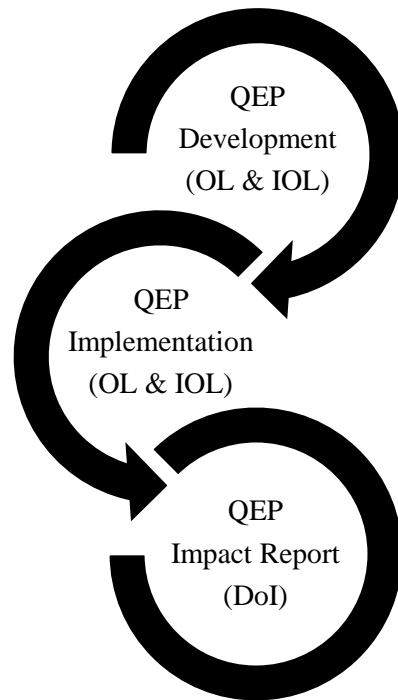 QEP
Development
(OL & IOL)
QEP
Implementation
(OL & IOL)
QEP
Impact Report
(DoI)